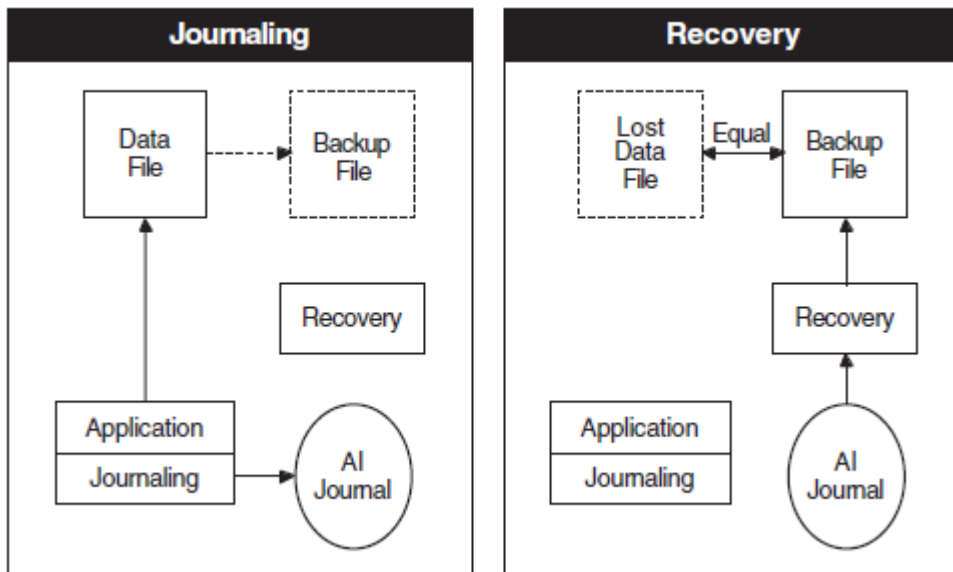 Journaling
Data
File
Backup
File
Recovery
Application
Journaling
AI
Journal
Recovery
Lost
Data
File
Equal
Backup
File
Recovery
Application
Journaling
AI
Journal